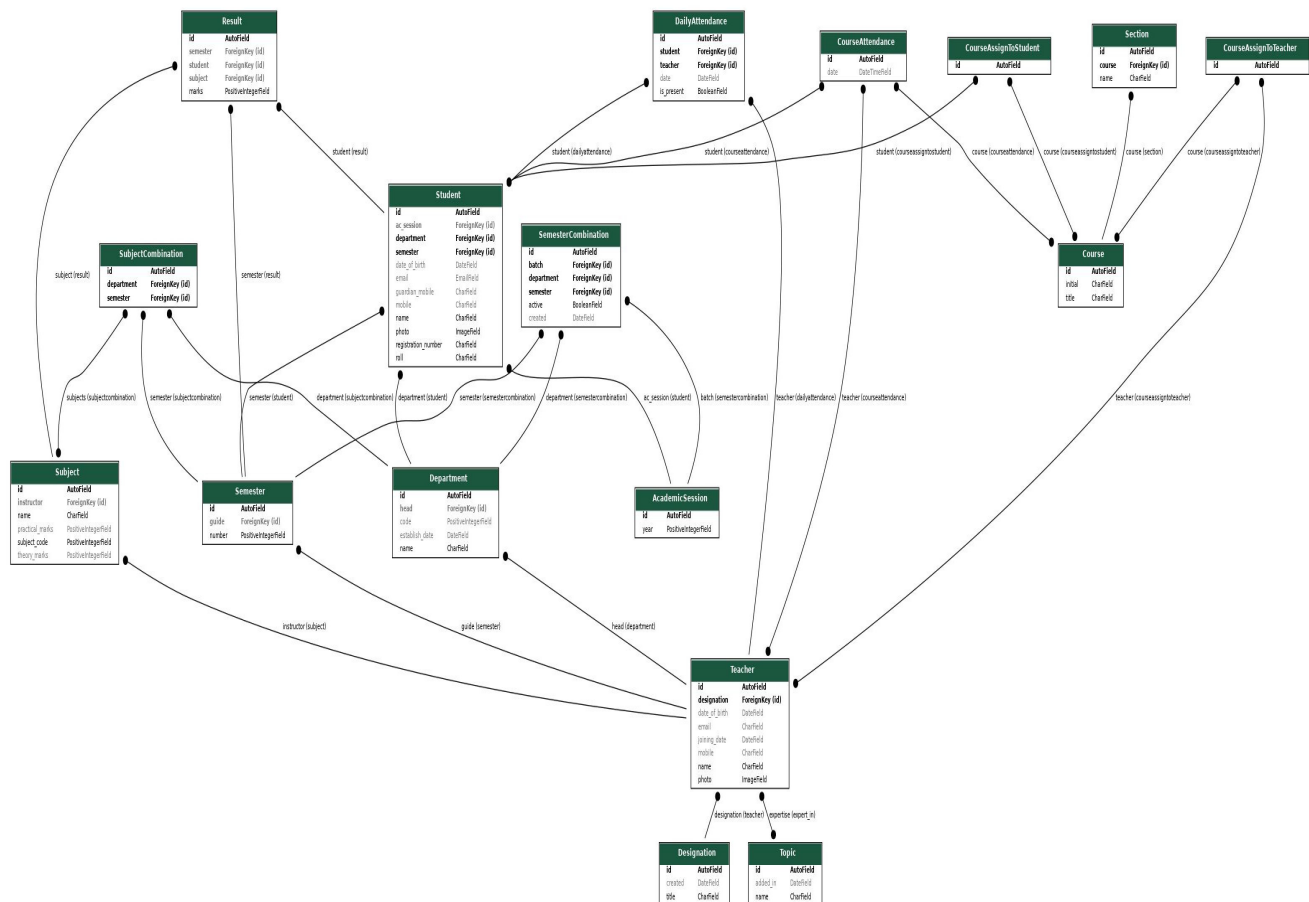 Result
id AutoField
semester ForeignKey (id)
student ForeignKey (id)
subject ForeignKey (id)
marks PositiveIntegerField
DailyAttendance
id AutoField
student ForeignKey (id)
teacher ForeignKey (id)
date DateField
is_present BooleanField
CourseAttendance
id AutoField
date DateTimeField
CourseAssignToStudent
id AutoField
Section
id AutoField
course ForeignKey (id)
name CharField
CourseAssignToTeacher
id AutoField
student (result)
student (dailyattendance)
student (courseattendance)
student (courseassigntostudent)
course (courseattendance)
course (courseassigntostudent)
course (section)
course (courseassigntoteacher)
Student
id AutoField
ac_session ForeignKey (id)
department ForeignKey (id)
semester ForeignKey (id)
date_of_birth DateField
email EmailField
guardian_mobile CharField
mobile CharField
name CharField
photo ImageField
registration_number CharField
roll CharField
SemesterCombination
id AutoField
batch ForeignKey (id)
department ForeignKey (id)
semester ForeignKey (id)
active BooleanField
created DateField
SubjectCombination
id AutoField
department ForeignKey (id)
semester ForeignKey (id)
Course
id AutoField
initial CharField
title CharField
subject (result)
semester (result)
subjects (subjectcombination)
semester (subjectcombination)
semester (student)
department (subjectcombination)
department (student)
semester (semestercombination)
department (semestercombination)
ac_session (student)
batch (semestercombination)
teacher (dailyattendance)
teacher (courseattendance)
teacher (courseassigntoteacher)
Subject
id AutoField
instructor ForeignKey (id)
name CharField
practical_marks PositiveIntegerField
subject_code PositiveIntegerField
theory_marks PositiveIntegerField
Semester
id AutoField
guide ForeignKey (id)
number PositiveIntegerField
Department
id AutoField
head ForeignKey (id)
code PositiveIntegerField
establish_date DateField
name CharField
AcademicSession
id AutoField
year PositiveIntegerField
instructor (subject)
guide (semester)
head (department)
Teacher
id AutoField
designation ForeignKey (id)
date_of_birth DateField
email CharField
joining_date DateField
mobile CharField
name CharField
photo ImageField
designation (teacher)
expertise (expert_in)
Designation
id AutoField
created DateField
title CharField
Topic
id AutoField
added_in DateField
name CharField